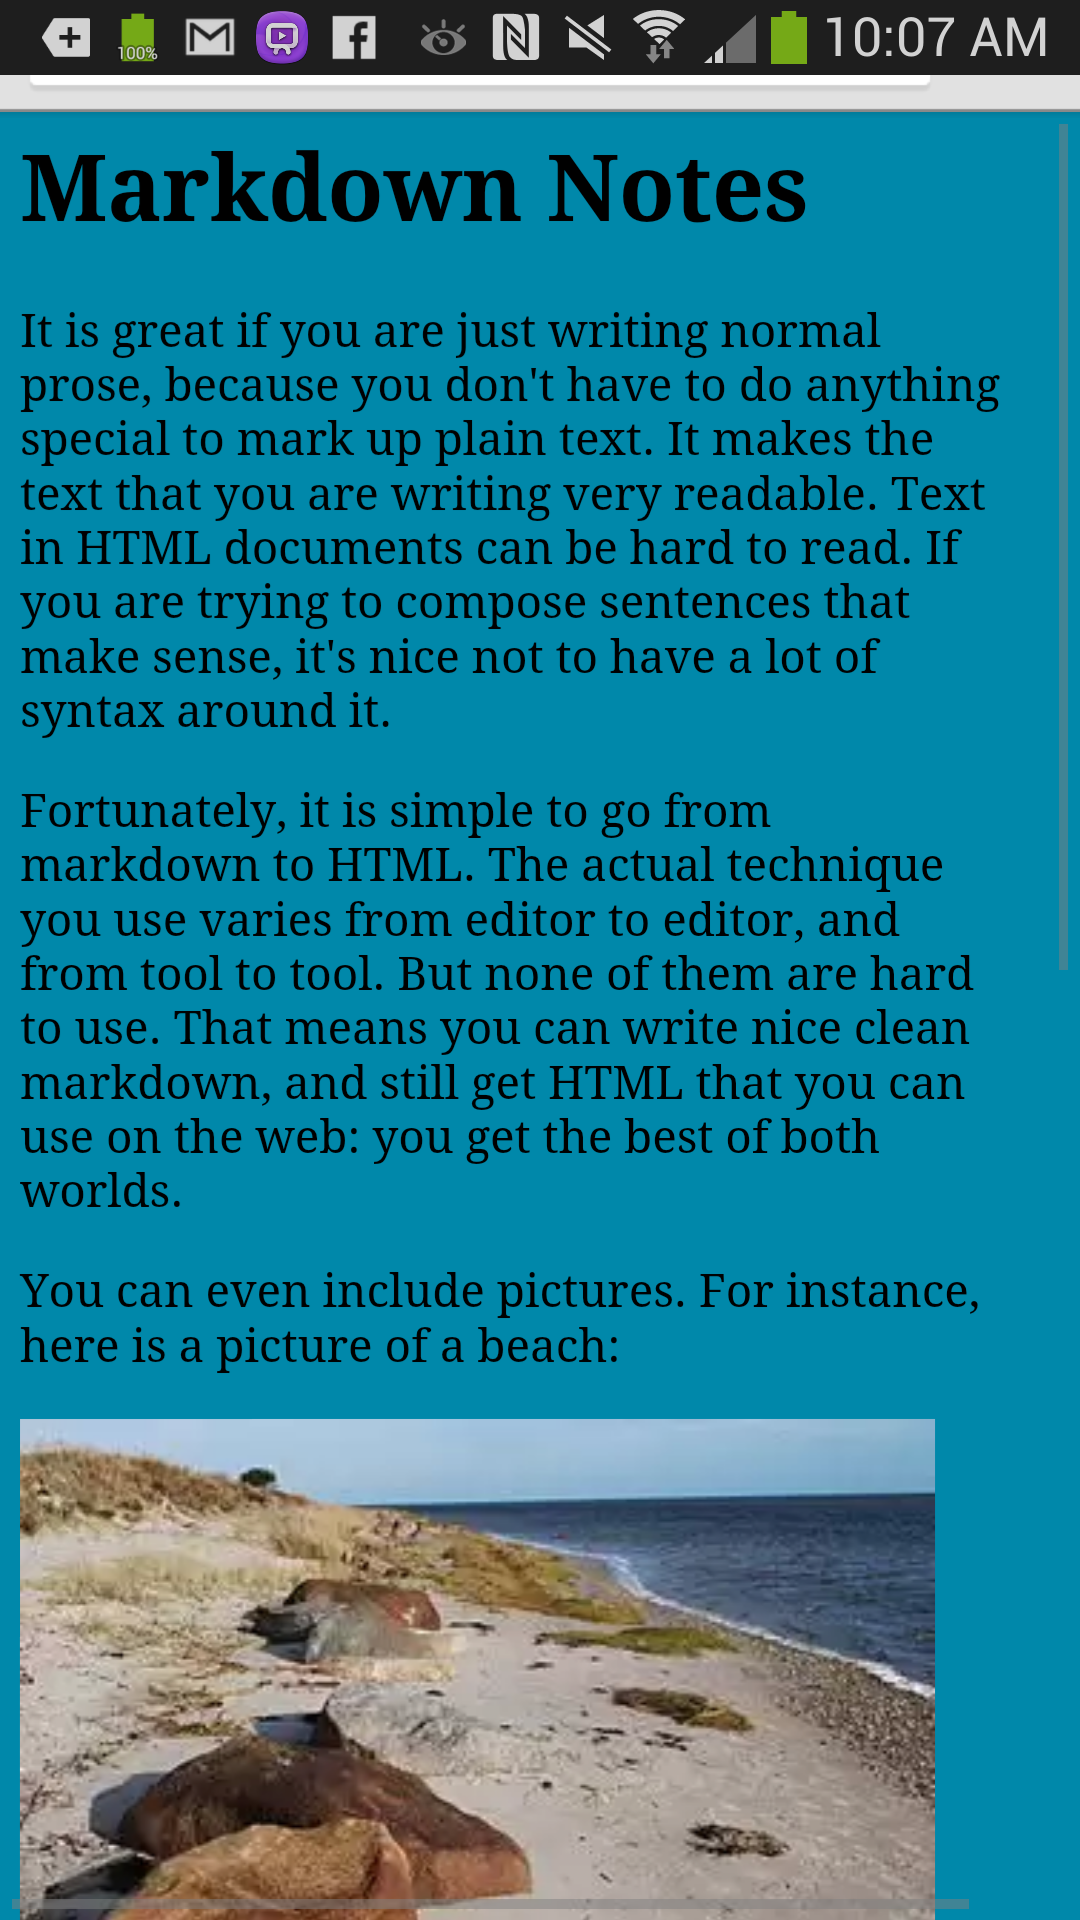 100%
10:07 AM
Markdown Notes
It is great if you are just writing normal
prose, because you don't have to do anything
special to mark up plain text. It makes the
text that you are writing very readable. Text
in HTML documents can be hard to read. If
you are trying to compose sentences that
make sense, it's nice not to have a lot of
syntax around it.
Fortunately, it is simple to go from
markdown to HTML. The actual technique
you use varies from editor to editor, and
from tool to tool. But none of them are hard
to use. That means you can write nice clean
markdown, and still get HTML that you can
use on the web: you get the best of both
worlds.
You can even include pictures. For instance,
here is a picture of a beach: